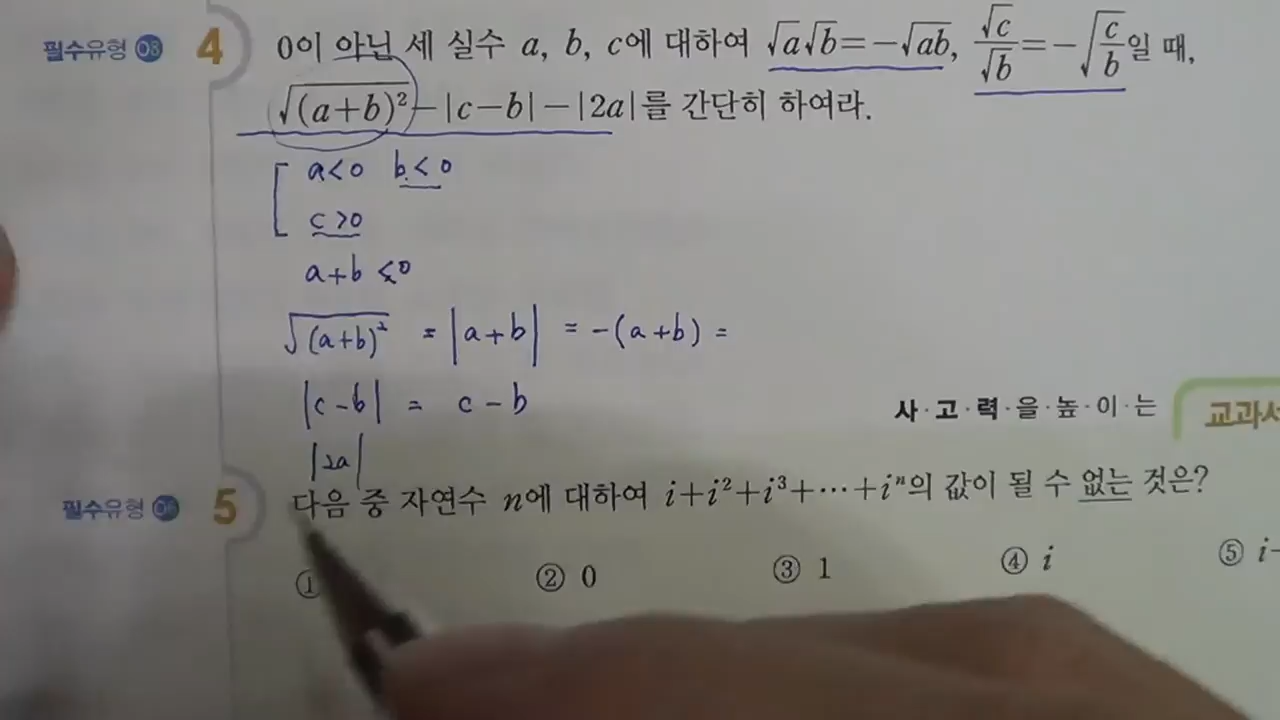 필수유형 03 4 0이 아닌 세 실수 a, b, c에 대하여 √a√b=−√ab, √c/√b=−√(c/b)일 때,
√(a+b)²−|c−b|−|2a|를 간단히 하여라.
a<0 b<0
c>0
a+b<0
√(a+b)² = |a+b| = −(a+b) =
|c−b| = c−b
사·고·력·을·높·이·는 교과서
|2a|
필수유형 5 다음 중 자연수 n에 대하여 i+i²+i³+⋯+iⁿ의 값이 될 수 없는 것은?
① ② 0 ③ 1 ④ i ⑤ i−